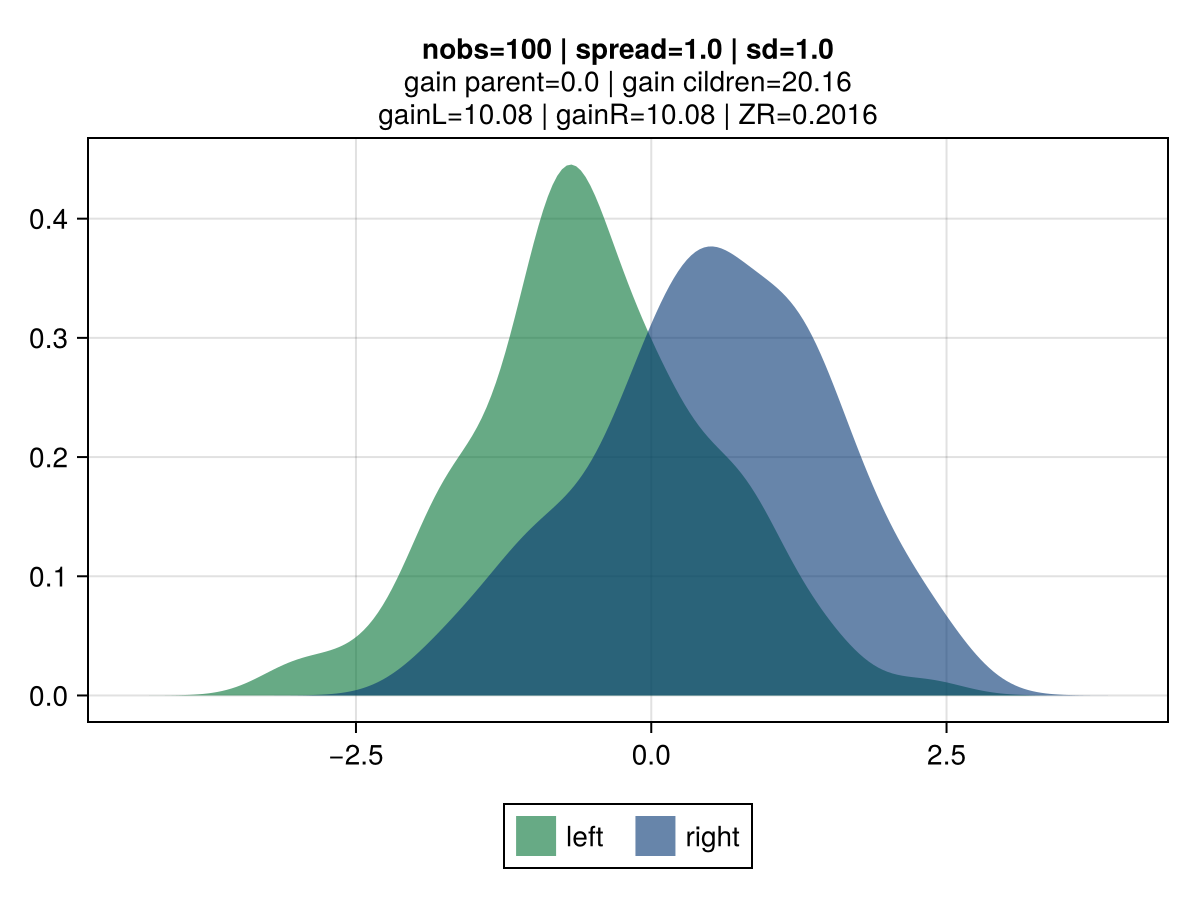 nobs=100 | spread=1.0 | sd=1.0
gain parent=0.0 | gain cildren=20.16
gainL=10.08 | gainR=10.08 | ZR=0.2016
0.4
0.3
0.2
0.1
0.0
−2.5 0.0 2.5
left right